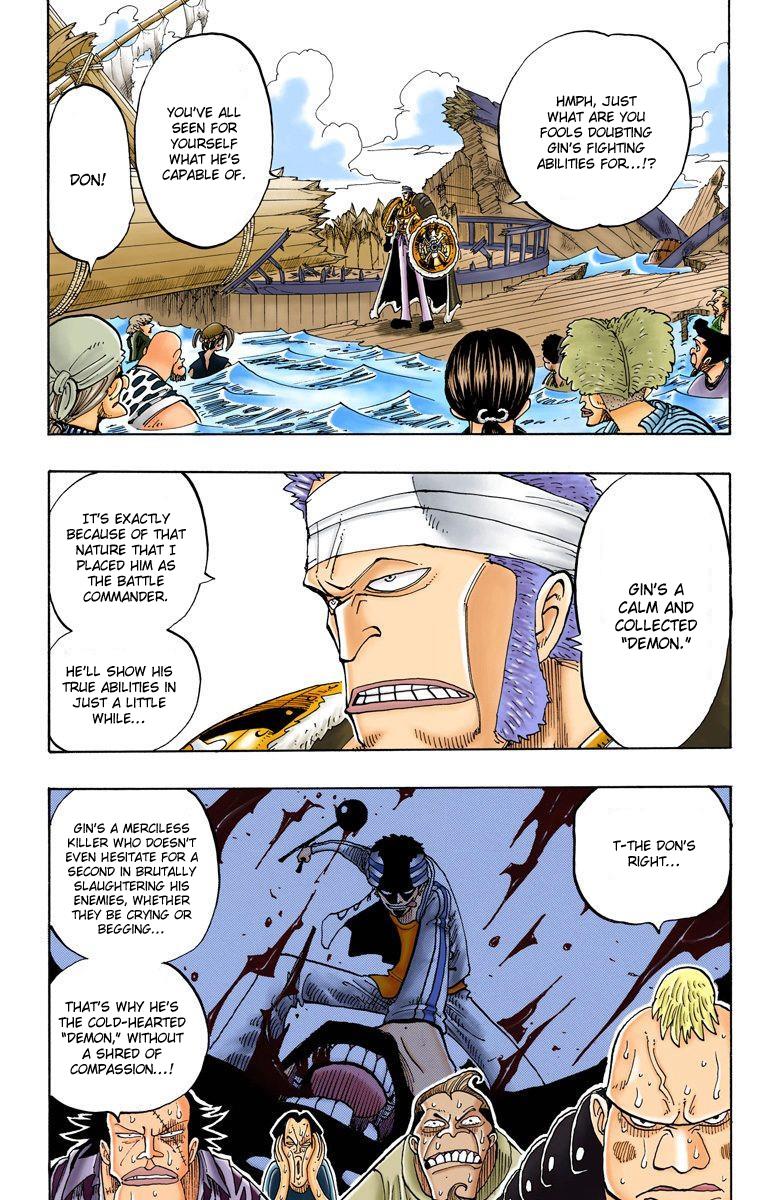 HMPH, JUST
WHAT ARE YOU
FOOLS DOUBTING
GIN'S FIGHTING
ABILITIES FOR...!?
YOU'VE ALL
SEEN FOR
YOURSELF
WHAT HE'S
CAPABLE OF.
DON!
GIN'S A
CALM AND
COLLECTED
"DEMON."
IT'S EXACTLY
BECAUSE OF THAT
NATURE THAT I
PLACED HIM AS
THE BATTLE
COMMANDER.
HE'LL SHOW HIS
TRUE ABILITIES IN
JUST A LITTLE
WHILE...
T-THE DON'S
RIGHT...
GIN'S A MERCILESS
KILLER WHO DOESN'T
EVEN HESITATE FOR
A SECOND IN BRUTALLY
SLAUGHTERING HIS
ENEMIES, WHETHER
THEY BE CRYING OR
BEGGING...
THAT'S WHY HE'S
THE COLD-HEARTED
"DEMON," WITHOUT
A SHRED OF
COMPASSION...!